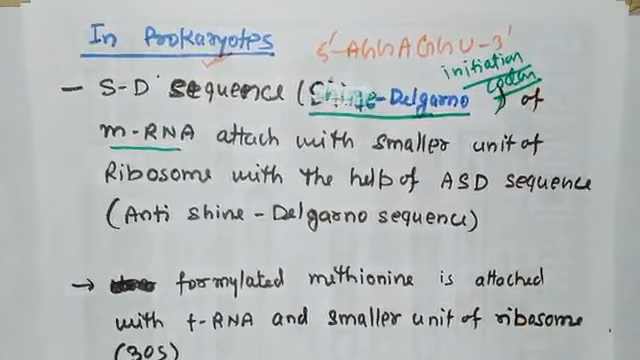 In Prokaryotes
5'-AGGAGGU-3'
initiation
codon
- S-D sequence (Shine-Delgarno) of
m-RNA attach with smaller unit of
Ribosome with the help of ASD sequence
(Anti shine-Delgarno sequence)
→ formylated methionine is attached
with t-RNA and smaller unit of ribosome
(30S)